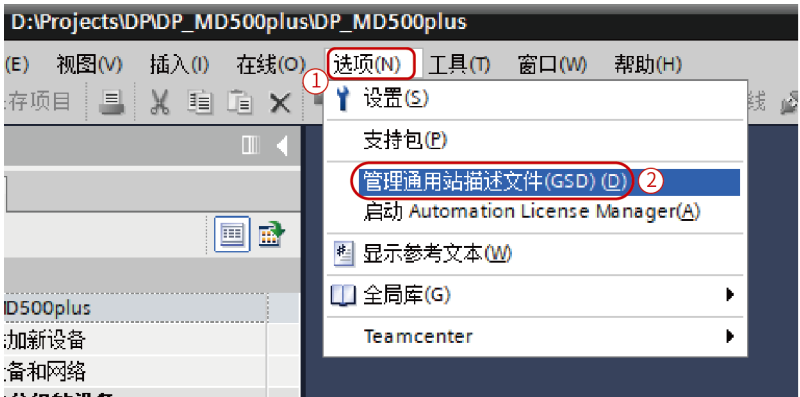 D:\Projects\DP\DP_MD500plus\DP_MD500plus
(E) 视图(V) 插入(I) 在线(O) 选项(N) 工具(T) 窗口(W) 帮助(H)
1
存项目
线
设置(S)
支持包(P)
管理通用站描述文件(GSD) (D) 2
启动 Automation License Manager(A)
显示参考文本(W)
全局库(G)
Teamcenter
MD500plus
加新设备
备和网络